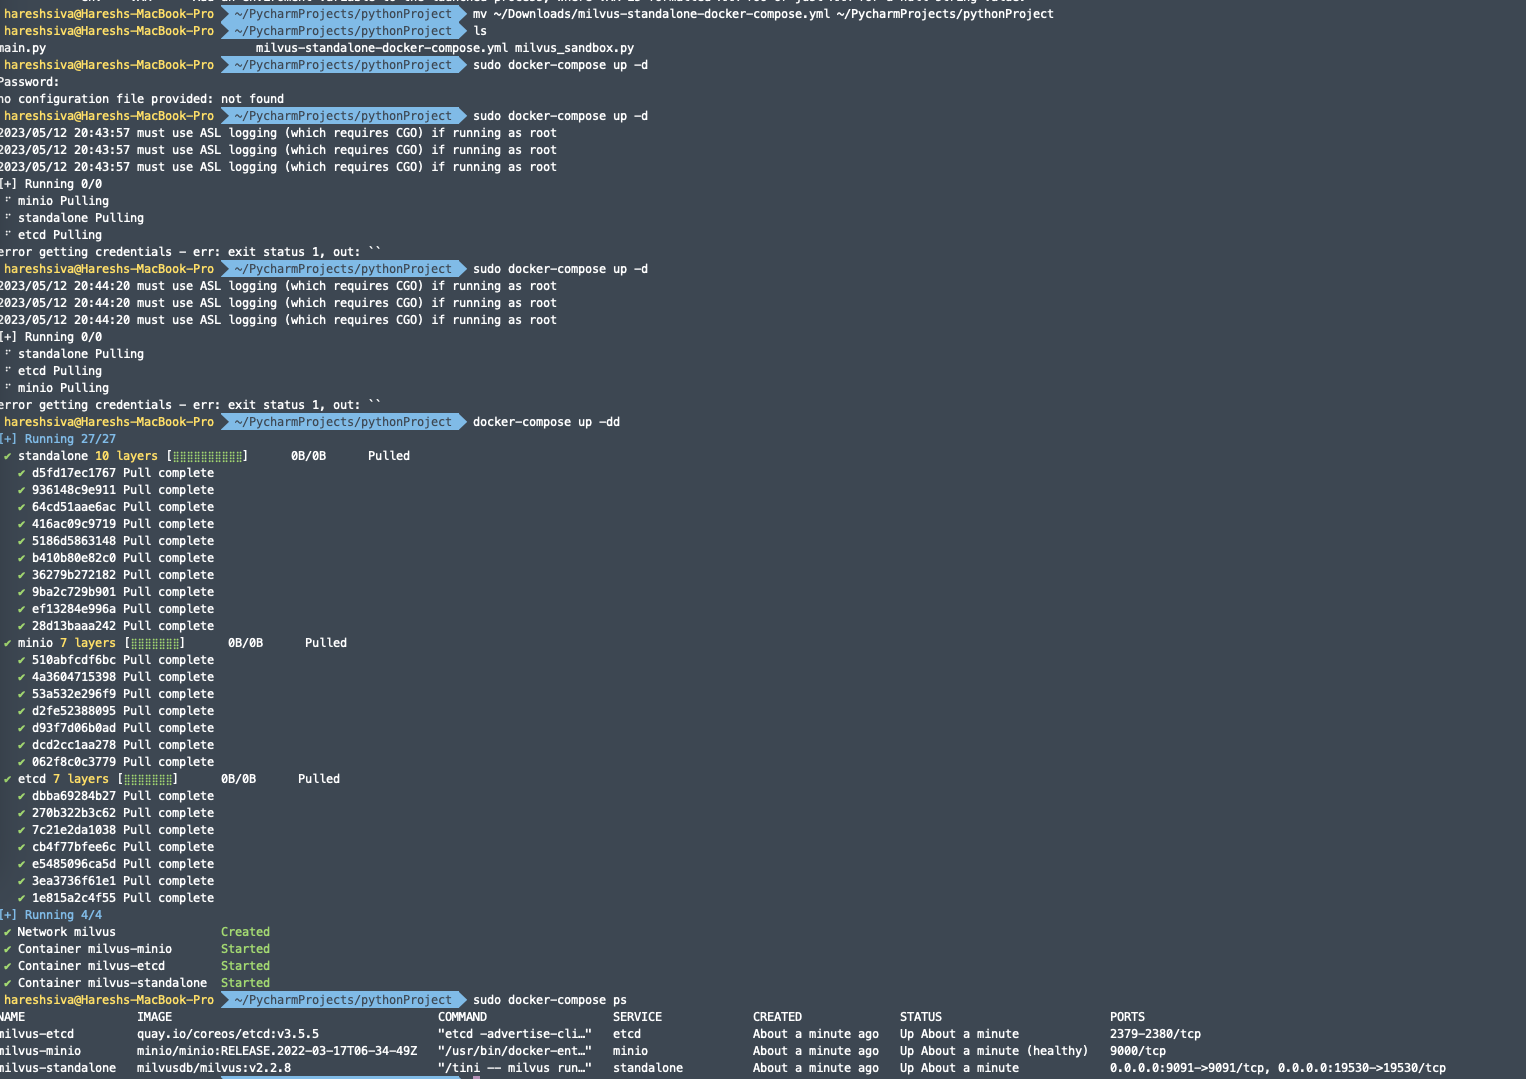 hareshsiva@Hareshs-MacBook-Pro ~/PycharmProjects/pythonProject mv ~/Downloads/milvus-standalone-docker-compose.yml ~/PycharmProjects/pythonProject
hareshsiva@Hareshs-MacBook-Pro ~/PycharmProjects/pythonProject ls
main.py milvus-standalone-docker-compose.yml milvus_sandbox.py
hareshsiva@Hareshs-MacBook-Pro ~/PycharmProjects/pythonProject sudo docker-compose up -d
Password:
no configuration file provided: not found
hareshsiva@Hareshs-MacBook-Pro ~/PycharmProjects/pythonProject sudo docker-compose up -d
2023/05/12 20:43:57 must use ASL logging (which requires CGO) if running as root
2023/05/12 20:43:57 must use ASL logging (which requires CGO) if running as root
2023/05/12 20:43:57 must use ASL logging (which requires CGO) if running as root
[+] Running 0/0
minio Pulling
standalone Pulling
etcd Pulling
error getting credentials - err: exit status 1, out: ``
hareshsiva@Hareshs-MacBook-Pro ~/PycharmProjects/pythonProject sudo docker-compose up -d
2023/05/12 20:44:20 must use ASL logging (which requires CGO) if running as root
2023/05/12 20:44:20 must use ASL logging (which requires CGO) if running as root
2023/05/12 20:44:20 must use ASL logging (which requires CGO) if running as root
[+] Running 0/0
standalone Pulling
etcd Pulling
minio Pulling
error getting credentials - err: exit status 1, out: ``
hareshsiva@Hareshs-MacBook-Pro ~/PycharmProjects/pythonProject docker-compose up -dd
[+] Running 27/27
✔ standalone 10 layers [⣿⣿⣿⣿⣿⣿⣿⣿⣿⣿] 0B/0B Pulled
✔ d5fd17ec1767 Pull complete
✔ 936148c9e911 Pull complete
✔ 64cd51aae6ac Pull complete
✔ 416ac09c9719 Pull complete
✔ 5186d5863148 Pull complete
✔ b410b80e82c0 Pull complete
✔ 36279b272182 Pull complete
✔ 9ba2c729b901 Pull complete
✔ ef13284e996a Pull complete
✔ 28d13baaa242 Pull complete
✔ minio 7 layers [⣿⣿⣿⣿⣿⣿⣿] 0B/0B Pulled
✔ 510abfcdf6bc Pull complete
✔ 4a3604715398 Pull complete
✔ 53a532e296f9 Pull complete
✔ d2fe52388095 Pull complete
✔ d93f7d06b0ad Pull complete
✔ dcd2cc1aa278 Pull complete
✔ 062f8c0c3779 Pull complete
✔ etcd 7 layers [⣿⣿⣿⣿⣿⣿⣿] 0B/0B Pulled
✔ dbba69284b27 Pull complete
✔ 270b322b3c62 Pull complete
✔ 7c21e2da1038 Pull complete
✔ cb4f77bfee6c Pull complete
✔ e5485096ca5d Pull complete
✔ 3ea3736f61e1 Pull complete
✔ 1e815a2c4f55 Pull complete
[+] Running 4/4
✔ Network milvus Created
✔ Container milvus-minio Started
✔ Container milvus-etcd Started
✔ Container milvus-standalone Started
hareshsiva@Hareshs-MacBook-Pro ~/PycharmProjects/pythonProject sudo docker-compose ps
NAME IMAGE COMMAND SERVICE CREATED STATUS PORTS
milvus-etcd quay.io/coreos/etcd:v3.5.5 "etcd -advertise-cli…" etcd About a minute ago Up About a minute 2379-2380/tcp
milvus-minio minio/minio:RELEASE.2022-03-17T06-34-49Z "/usr/bin/docker-ent…" minio About a minute ago Up About a minute (healthy) 9000/tcp
milvus-standalone milvusdb/milvus:v2.2.8 "/tini -- milvus run…" standalone About a minute ago Up About a minute 0.0.0.0:9091->9091/tcp, 0.0.0.0:19530->19530/tcp